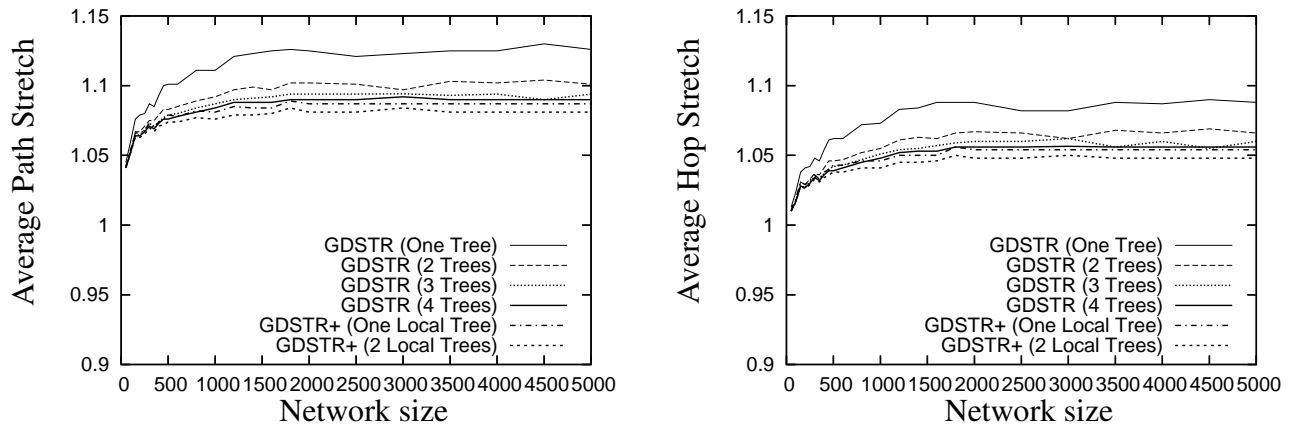 Average Path Stretch
1.15
1.1
1.05
1
0.95
0.9
GDSTR (One Tree)
GDSTR (2 Trees)
GDSTR (3 Trees)
GDSTR (4 Trees)
GDSTR+ (One Local Tree)
GDSTR+ (2 Local Trees)
0 500 1000 1500 2000 2500 3000 3500 4000 4500 5000
Network size
Average Hop Stretch
1.15
1.1
1.05
1
0.95
0.9
GDSTR (One Tree)
GDSTR (2 Trees)
GDSTR (3 Trees)
GDSTR (4 Trees)
GDSTR+ (One Local Tree)
GDSTR+ (2 Local Trees)
0 500 1000 1500 2000 2500 3000 3500 4000 4500 5000
Network size